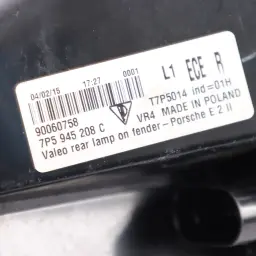 04/02/15 17:27 0001 L1 ECE R
90060758 T7P5014 ind=01H
7P5 945 208 C VR4 MADE IN POLAND
Valeo rear lamp on fender-Porsche E 2 II